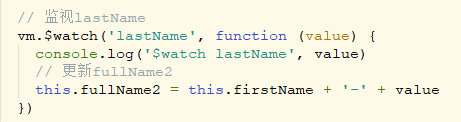 // 监视lastName
vm.$watch('lastName', function (value) {
  console.log('$watch lastName', value)
  // 更新fullName2
  this.fullName2 = this.firstName + '-' + value
})